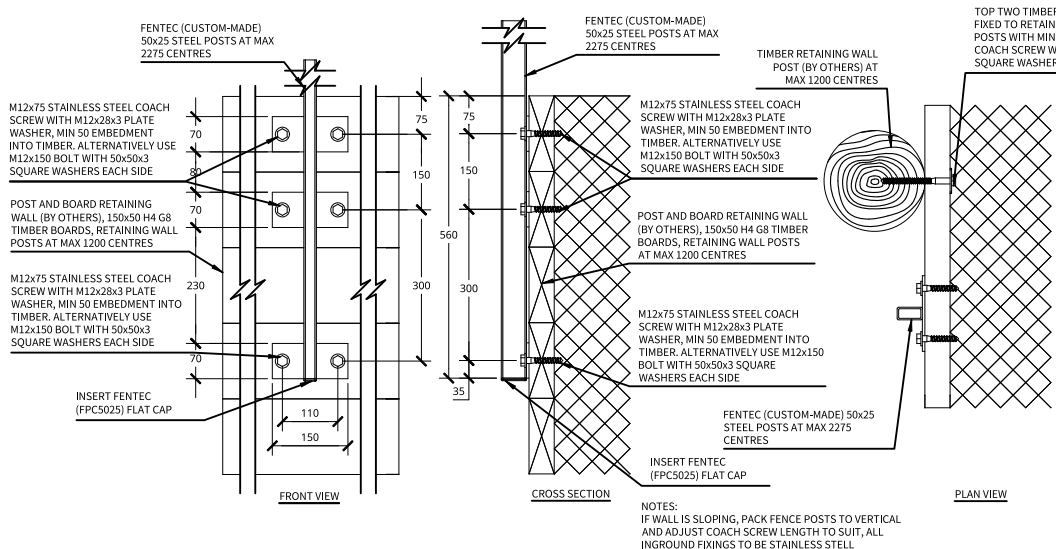 FENTEC (CUSTOM-MADE)
50x25 STEEL POSTS AT MAX
2275 CENTRES
M12x75 STAINLESS STEEL COACH
SCREW WITH M12x28x3 PLATE
WASHER, MIN 50 EMBEDMENT
INTO TIMBER. ALTERNATIVELY USE
M12x150 BOLT WITH 50x50x3
SQUARE WASHERS EACH SIDE
POST AND BOARD RETAINING
WALL (BY OTHERS), 150x50 H4 G8
TIMBER BOARDS, RETAINING WALL
POSTS AT MAX 1200 CENTRES
M12x75 STAINLESS STEEL COACH
SCREW WITH M12x28x3 PLATE
WASHER, MIN 50 EMBEDMENT INTO
TIMBER. ALTERNATIVELY USE
M12x150 BOLT WITH 50x50x3
SQUARE WASHERS EACH SIDE
INSERT FENTEC
(FPC5025) FLAT CAP
70
80
70
230
70
110
150
75
150
300
FRONT VIEW
FENTEC (CUSTOM-MADE)
50x25 STEEL POSTS AT MAX
2275 CENTRES
560
75
150
300
35
M12x75 STAINLESS STEEL COACH
SCREW WITH M12x28x3 PLATE
WASHER, MIN 50 EMBEDMENT INTO
TIMBER. ALTERNATIVELY USE
M12x150 BOLT WITH 50x50x3
SQUARE WASHERS EACH SIDE
POST AND BOARD RETAINING WALL
(BY OTHERS), 150x50 H4 G8 TIMBER
BOARDS, RETAINING WALL POSTS
AT MAX 1200 CENTRES
M12x75 STAINLESS STEEL COACH
SCREW WITH M12x28x3 PLATE
WASHER, MIN 50 EMBEDMENT INTO
TIMBER. ALTERNATIVELY USE M12x150
BOLT WITH 50x50x3 SQUARE
WASHERS EACH SIDE
INSERT FENTEC
(FPC5025) FLAT CAP
CROSS SECTION
NOTES:
IF WALL IS SLOPING, PACK FENCE POSTS TO VERTICAL
AND ADJUST COACH SCREW LENGTH TO SUIT, ALL
INGROUND FIXINGS TO BE STAINLESS STELL
TOP TWO TIMBER
FIXED TO RETAIN
POSTS WITH MIN
COACH SCREW W
SQUARE WASHER
TIMBER RETAINING WALL
POST (BY OTHERS) AT
MAX 1200 CENTRES
FENTEC (CUSTOM-MADE) 50x25
STEEL POSTS AT MAX 2275
CENTRES
PLAN VIEW